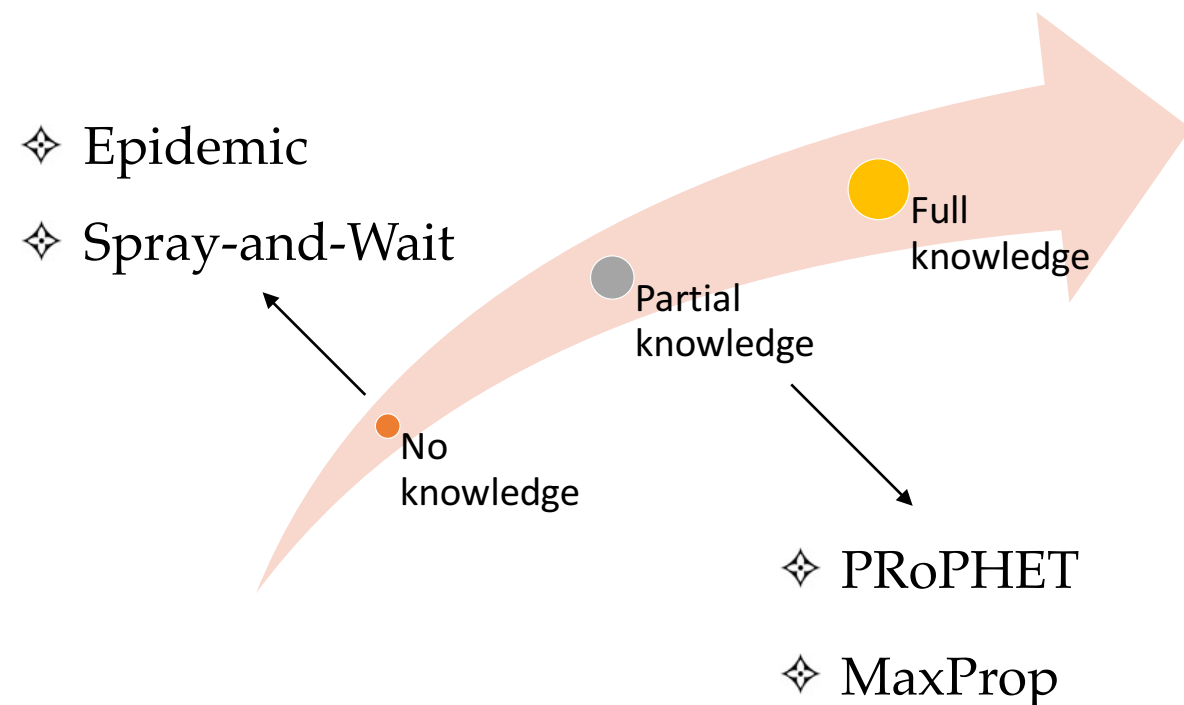 ✧ Epidemic
✧ Spray-and-Wait
Full
knowledge
Partial
knowledge
No
knowledge
✧ PRoPHET
✧ MaxProp